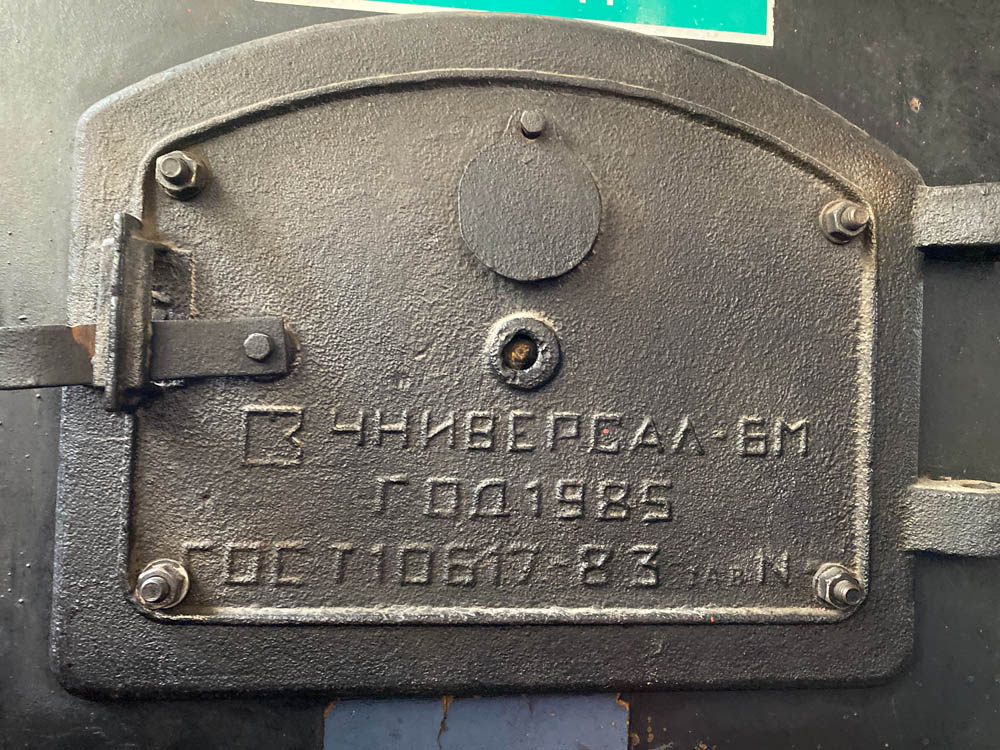 УНИВЕРСАЛ-6М
ГОД 1985
ГОСТ 10617-83 ЗАВ N